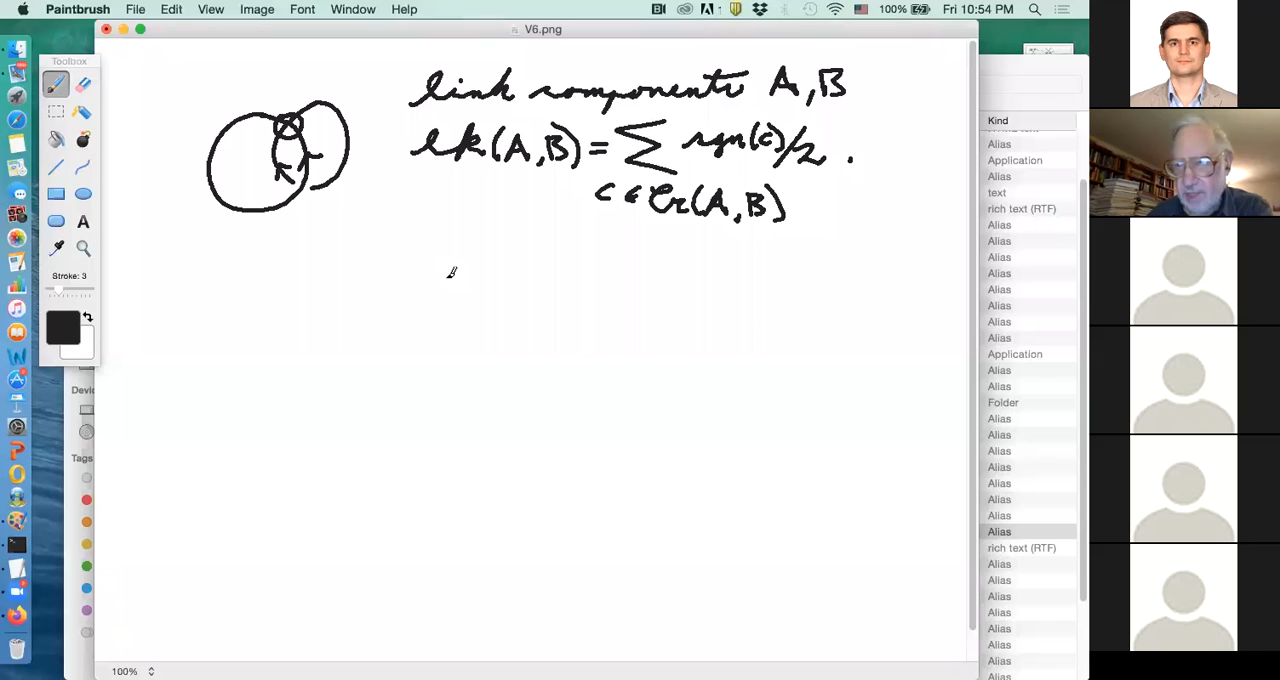 Paintbrush File Edit View Image Font Window Help
100% Fri 10:54 PM
V6.png
Toolbox
Stroke: 3
A
link components A, B
lk(A, B) = ∑ sgn(c)/2 .
c ∈ Cr(A, B)
Devic
Tags
100%
Kind
Alias
Application
Alias
text
rich text (RTF)
Alias
Alias
Alias
Alias
Alias
Alias
Alias
Alias
Application
Alias
Alias
Folder
Alias
Alias
Alias
Alias
Alias
Alias
Alias
Alias
rich text (RTF)
Alias
Alias
Alias
Alias
Alias
Alias
Alias
Alias